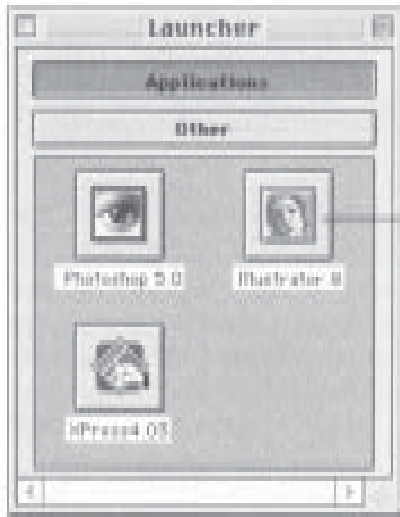 Launcher
Applications
Other
Photoshop 5.0
Illustrator 8
XPress4.03